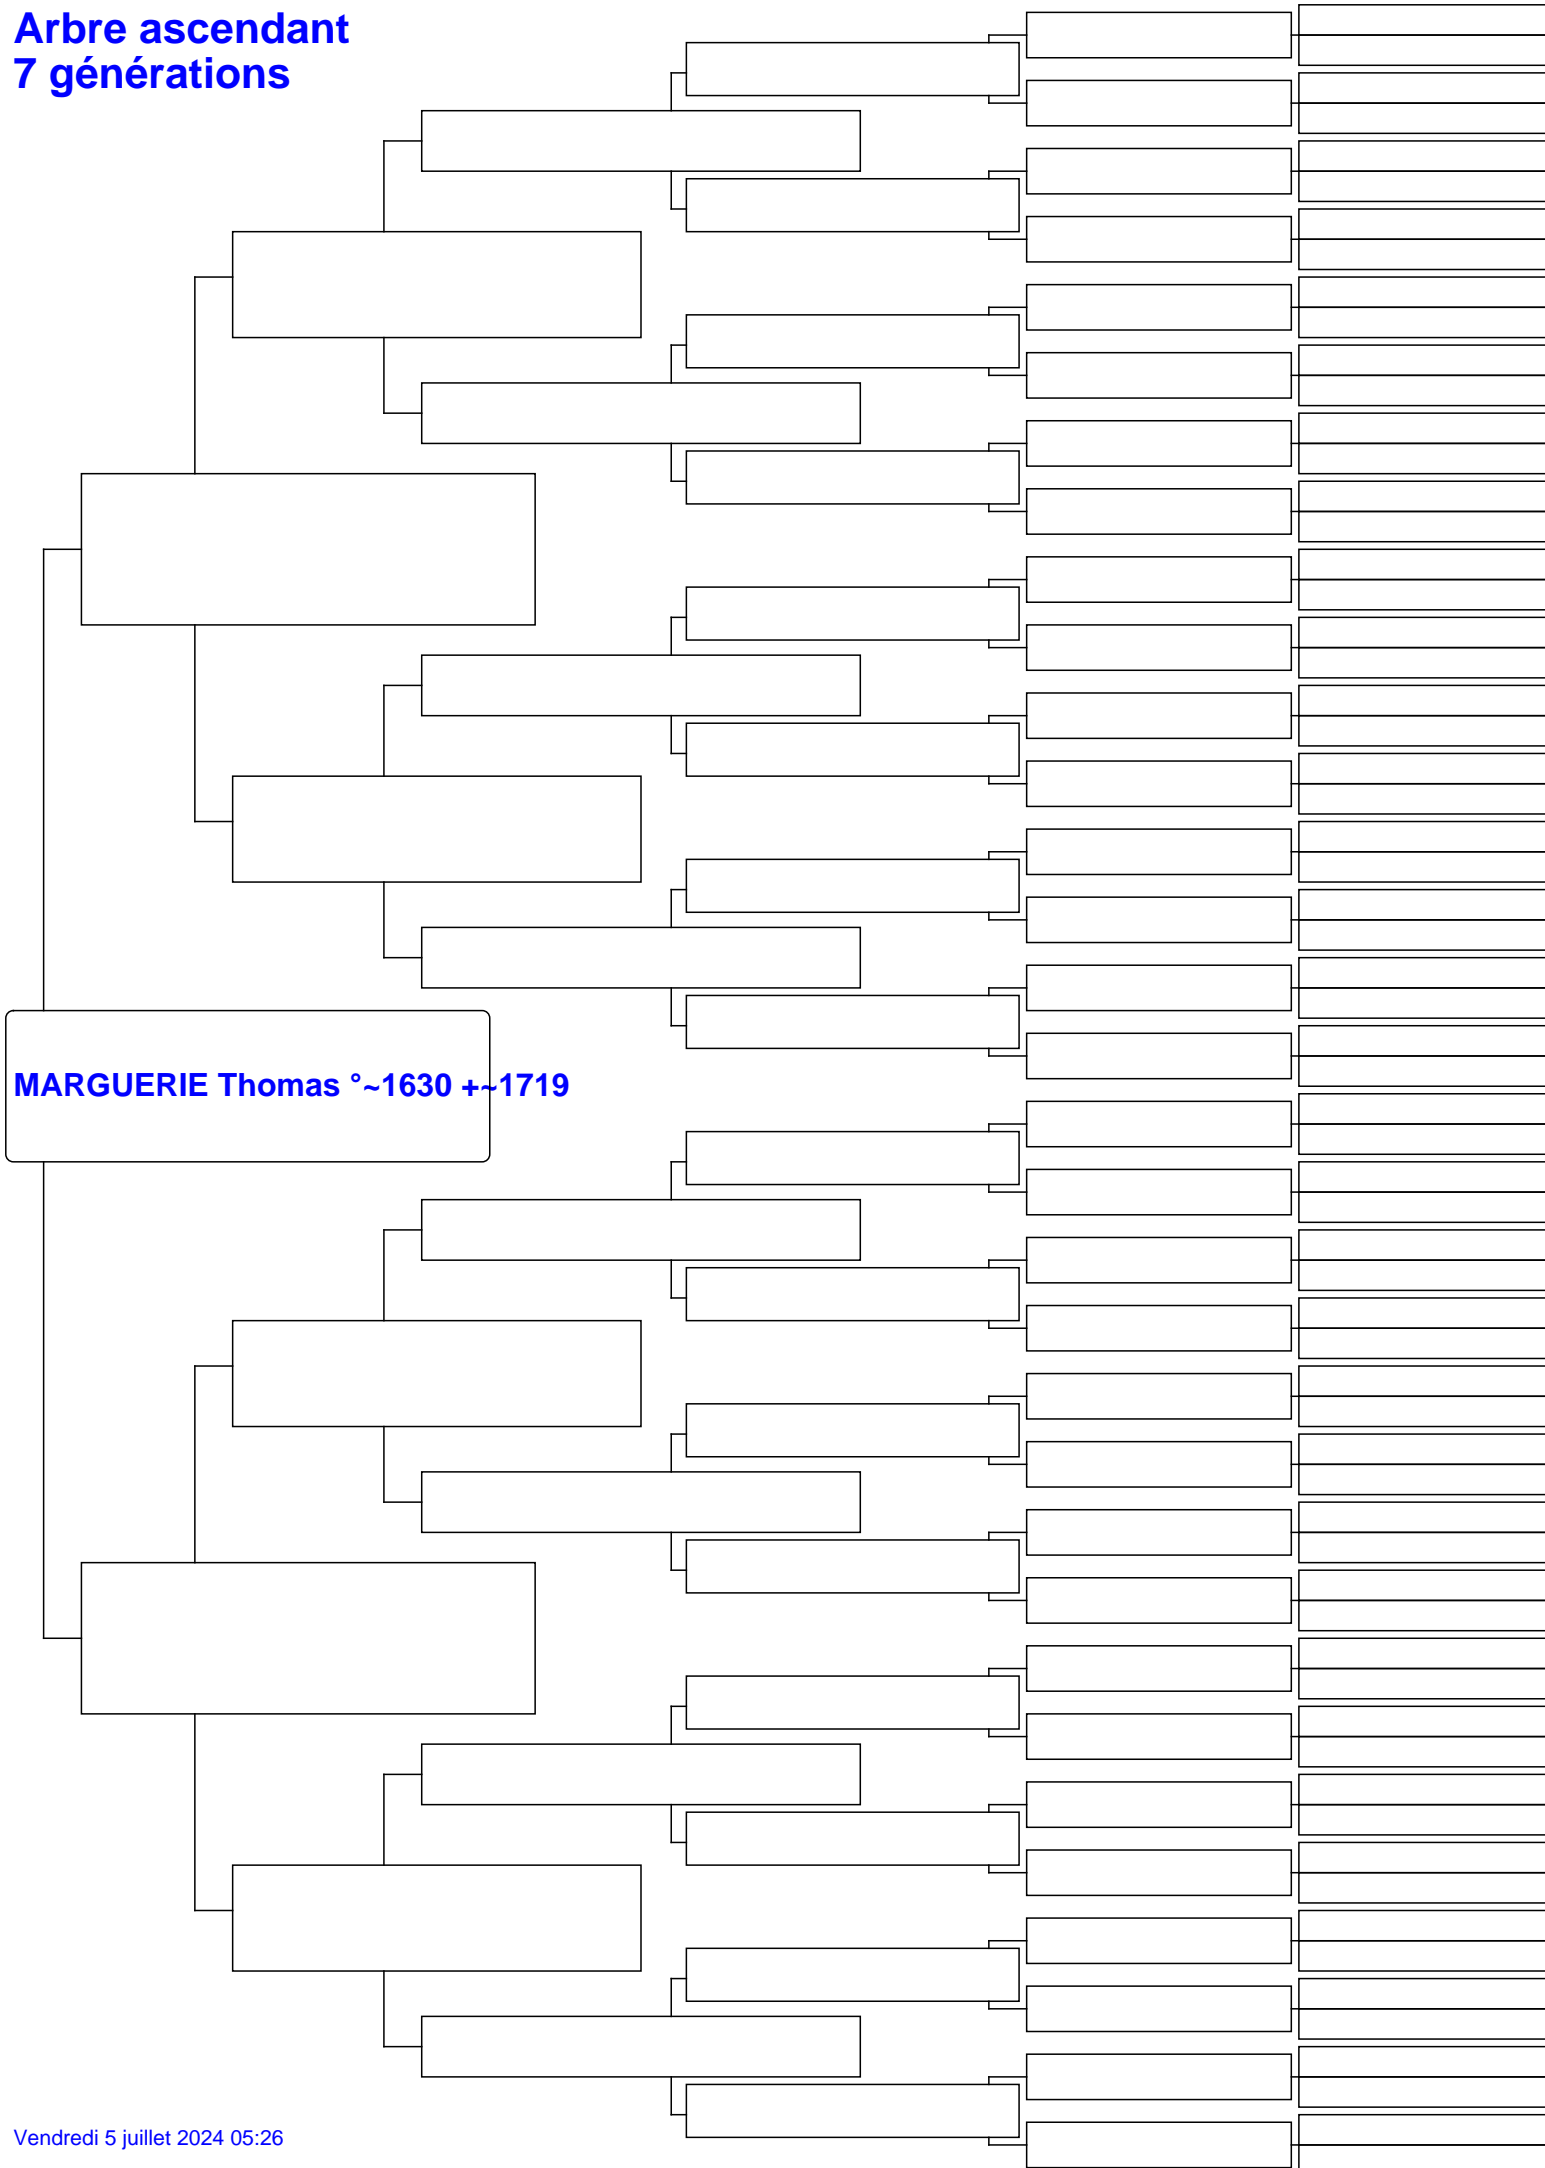 Arbre ascendant
7 générations
MARGUERIE Thomas °~1630 +~1719
Vendredi 5 juillet 2024 05:26